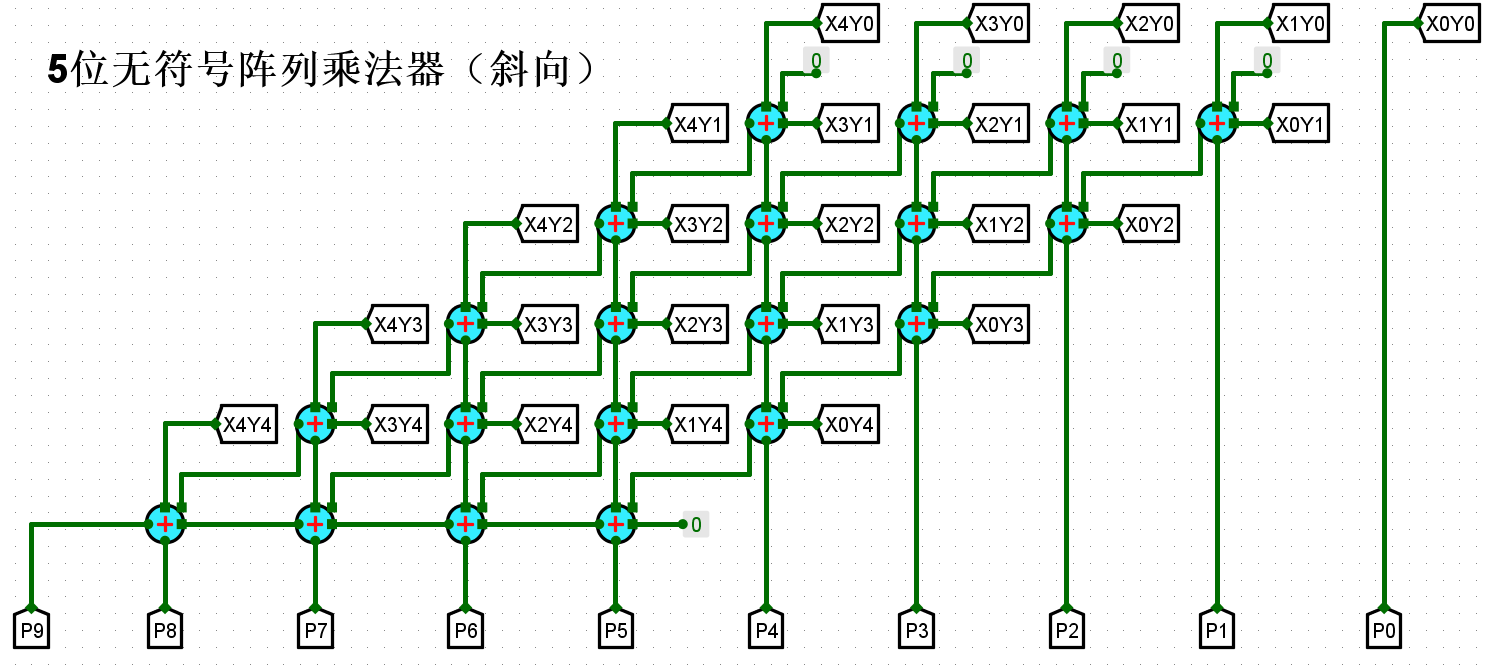 X4Y0 X3Y0 X2Y0 X1Y0 X0Y0
5位无符号阵列乘法器（斜向）
0 0 0 0
X4Y1 X3Y1 X2Y1 X1Y1 X0Y1
X4Y2 X3Y2 X2Y2 X1Y2 X0Y2
X4Y3 X3Y3 X2Y3 X1Y3 X0Y3
X4Y4 X3Y4 X2Y4 X1Y4 X0Y4
0
P9 P8 P7 P6 P5 P4 P3 P2 P1 P0